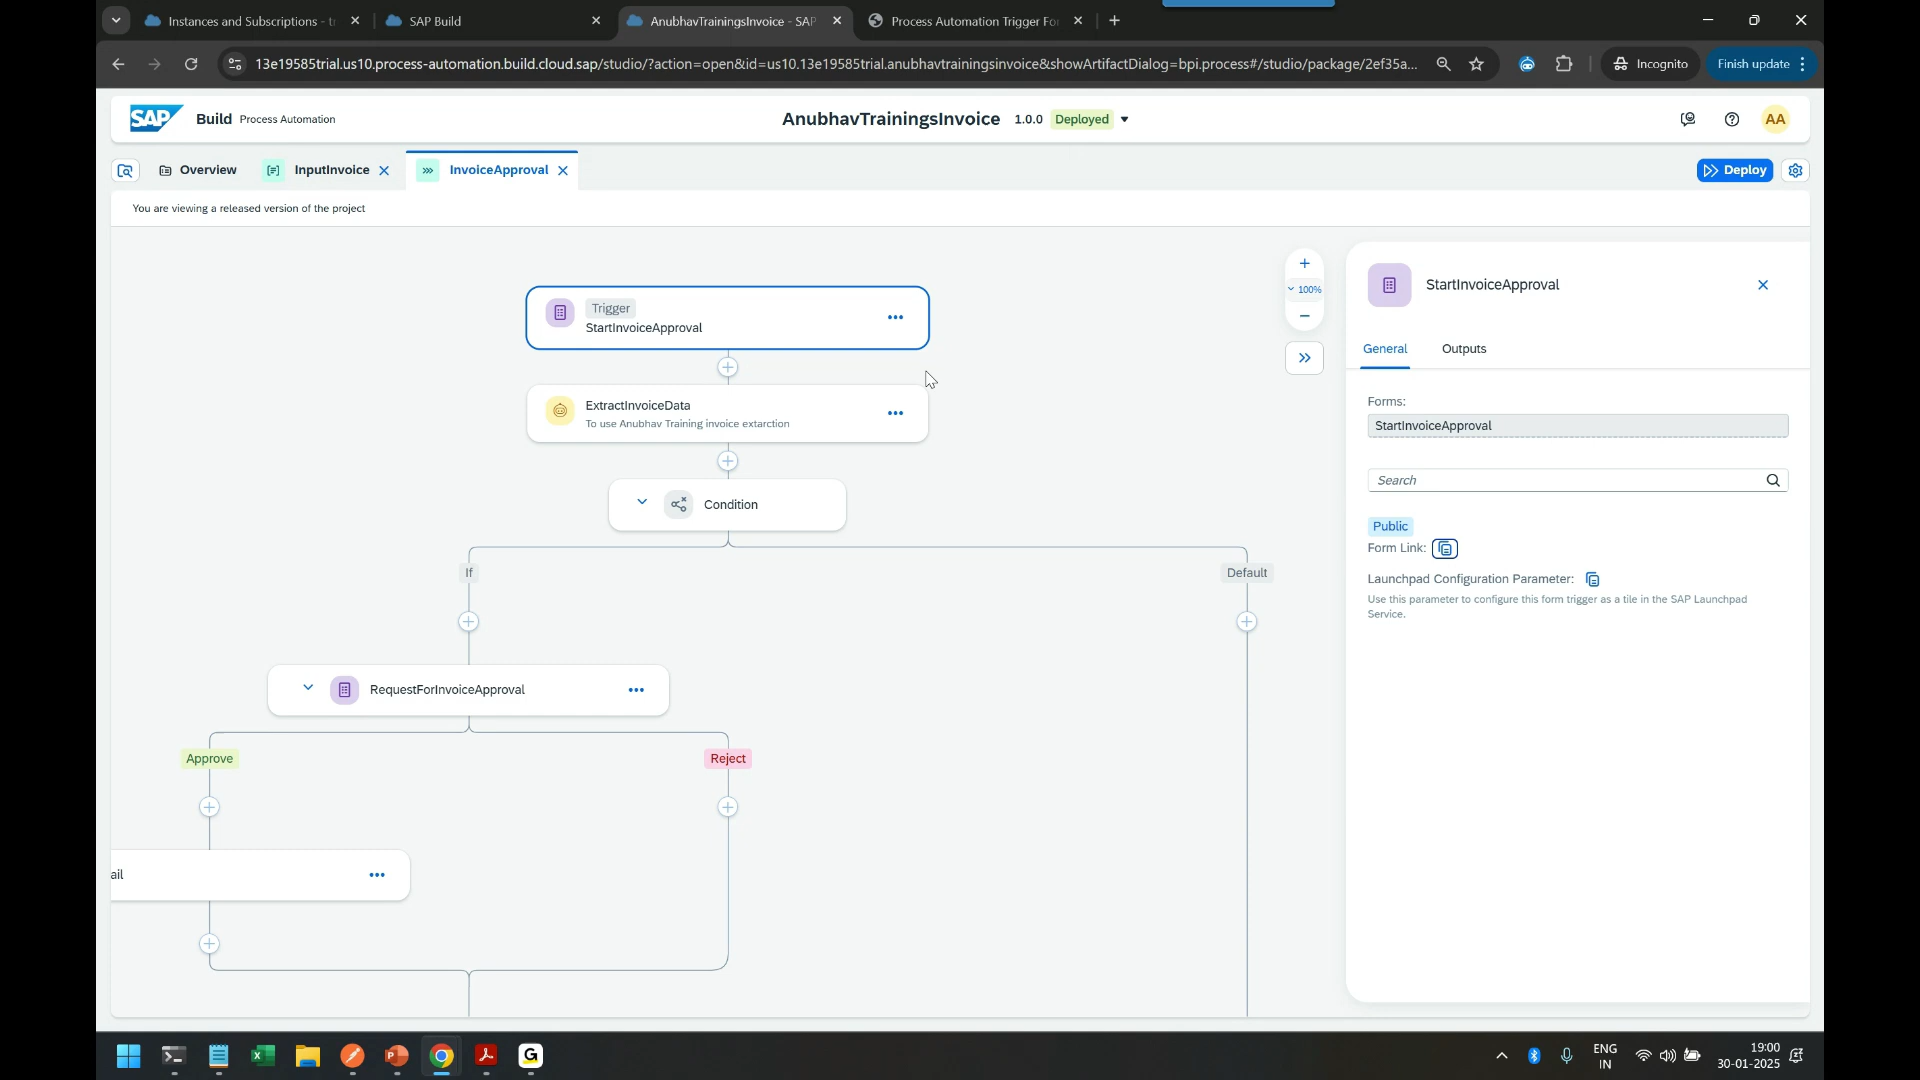 Instances and Subscriptions - tr
SAP Build
AnubhavTrainingsInvoice - SAP
Process Automation Trigger Fo
13e19585trial.us10.process-automation.build.cloud.sap/studio/?action=open&id=us10.13e19585trial.anubhavtrainingsinvoice&showArtifactDialog=bpi.process#/studio/package/2ef35a...
Incognito
Finish update
SAP Build Process Automation
AnubhavTrainingsInvoice 1.0.0 Deployed
AA
Overview
InputInvoice
InvoiceApproval
Deploy
You are viewing a released version of the project
Trigger
StartInvoiceApproval
ExtractInvoiceData
To use Anubhav Training invoice extarction
Condition
If
Default
RequestForInvoiceApproval
Approve
Reject
ail
100%
StartInvoiceApproval
General
Outputs
Forms:
StartInvoiceApproval
Search
Public
Form Link:
Launchpad Configuration Parameter:
Use this parameter to configure this form trigger as a tile in the SAP Launchpad
Service.
ENG
IN
19:00
30-01-2025